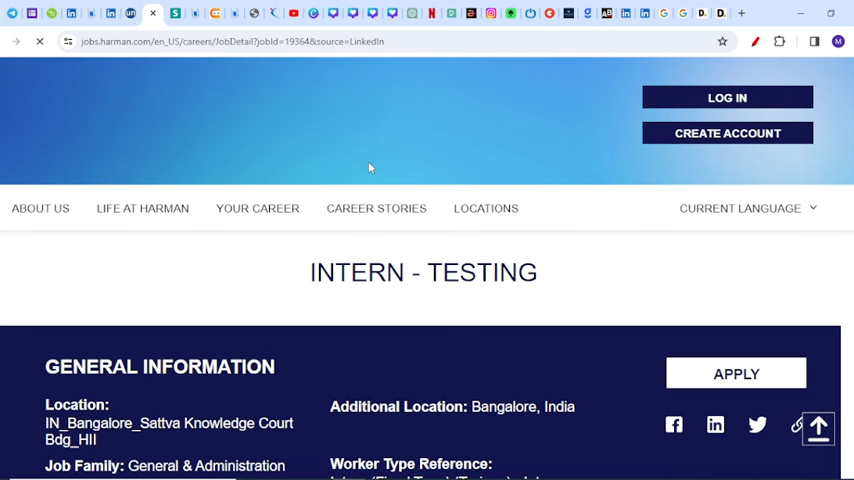 jobs.harman.com/en_US/careers/JobDetail?jobId=19364&source=LinkedIn
M
LOG IN
CREATE ACCOUNT
ABOUT US LIFE AT HARMAN YOUR CAREER CAREER STORIES LOCATIONS CURRENT LANGUAGE
INTERN - TESTING
GENERAL INFORMATION
APPLY
Location:
IN_Bangalore_Sattva Knowledge Court
Bdg_HII
Additional Location: Bangalore, India
Job Family: General & Administration
Worker Type Reference: